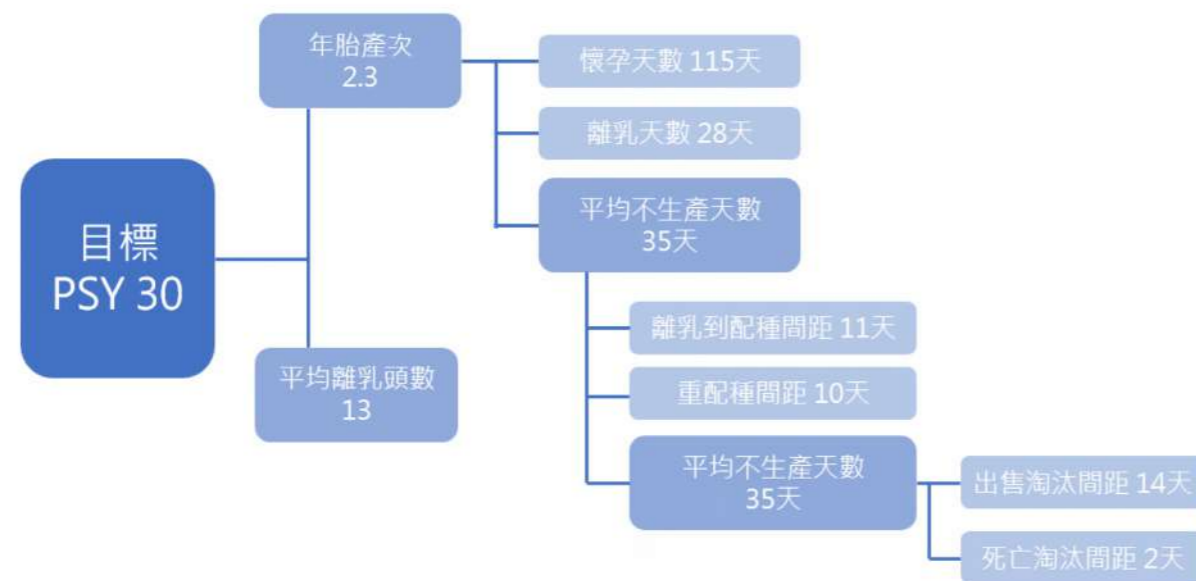 目標
PSY 30
年胎產次
2.3
平均離乳頭數
13
懷孕天數 115天
離乳天數 28天
平均不生產天數
35天
離乳到配種間距 11天
重配種間距 10天
平均不生產天數
35天
出售淘汰間距 14天
死亡淘汰間距 2天